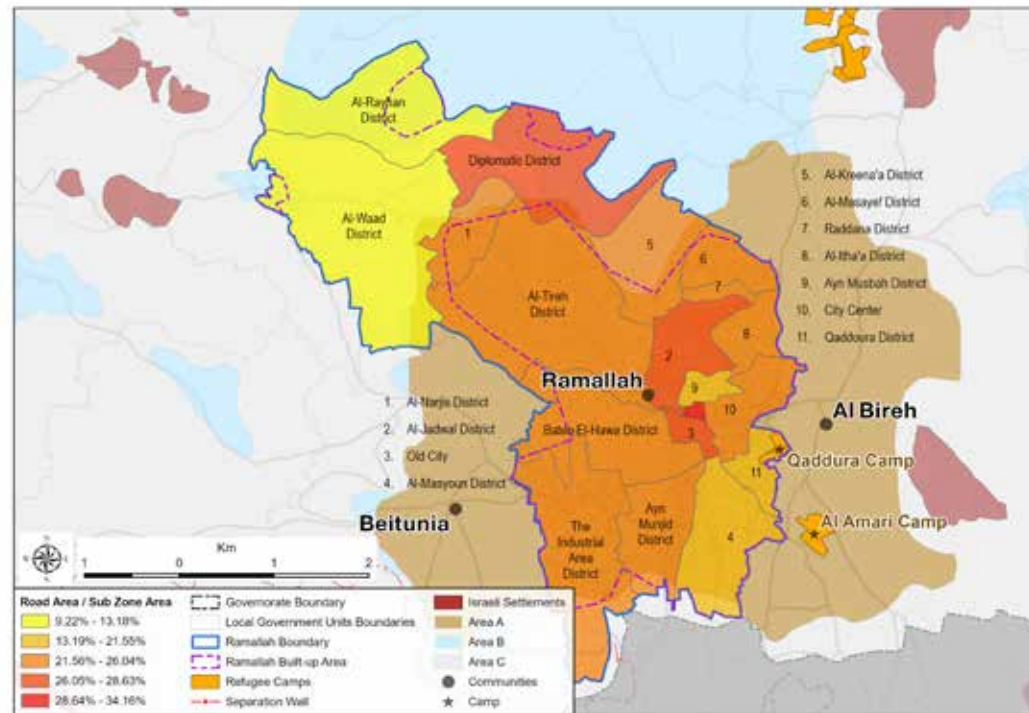 Al-Rayhan
District
Diplomatic District
Al-Waad
District
1
5
6
7
Al-Tireh
District
8
2
Ramallah
9
10
3
Batin El-Hawa District
11
Ayn
Munjid
District
4
The
Industrial
Area
District
5. Al-Kreena'a District
6. Al-Masayef District
7. Raddana District
8. Al-Itha'a District
9. Ayn Musbah District
10. City Center
11. Qaddoura District
Al Bireh
Qaddura Camp
Al Amari Camp
1. Al-Narjis District
2. Al-Jadwal District
3. Old City
4. Al-Masyoun District
Beitunia
Km
1 0 1 2
Road Area / Sub Zone Area
9.22% - 13.18%
13.19% - 21.55%
21.56% - 26.04%
26.05% - 28.63%
28.64% - 34.16%
Governorate Boundary
Local Government Units Boundaries
Ramallah Boundary
Ramallah Built-up Area
Refugee Camps
Separation Wall
Israeli Settlements
Area A
Area B
Area C
Communities
Camp